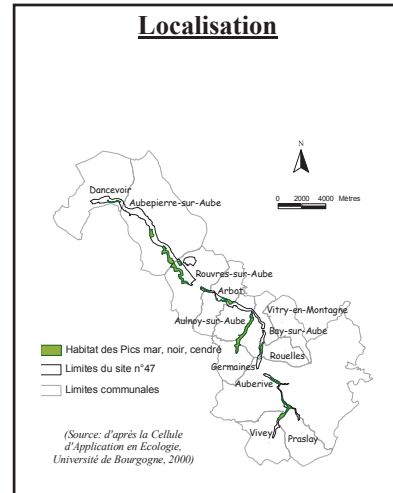 Localisation
N
0 2000 4000 Mètres
Dancevoir
Aubepierre-sur-Aube
Rouvres-sur-Aube
Arbot
Vitry-en-Montagne
Aulnoy-sur-Aube
Bay-sur-Aube
Habitat des Pics mar, noir, cendré
Rouelles
Limites du site n°47
Germaines
Limites communales
Auberive
Vivey
Praslay
(Source: d'après la Cellule
d'Application en Ecologie,
Université de Bourgogne, 2000)